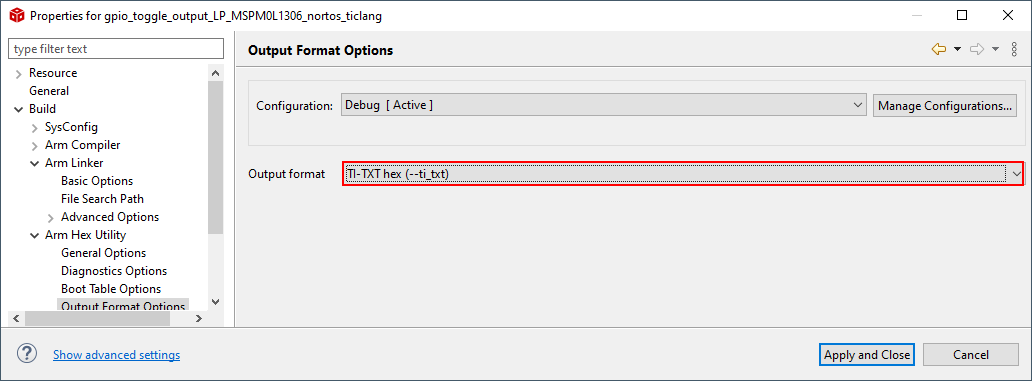 Properties for gpio_toggle_output_LP_MSPM0L1306_nortos_ticlang
type filter text
Resource
General
Build
SysConfig
Arm Compiler
Arm Linker
Basic Options
File Search Path
Advanced Options
Arm Hex Utility
General Options
Diagnostics Options
Boot Table Options
Output Format Options
Output Format Options
Configuration: Debug [ Active ] Manage Configurations...
Output format TI-TXT hex (--ti_txt)
? Show advanced settings Apply and Close Cancel